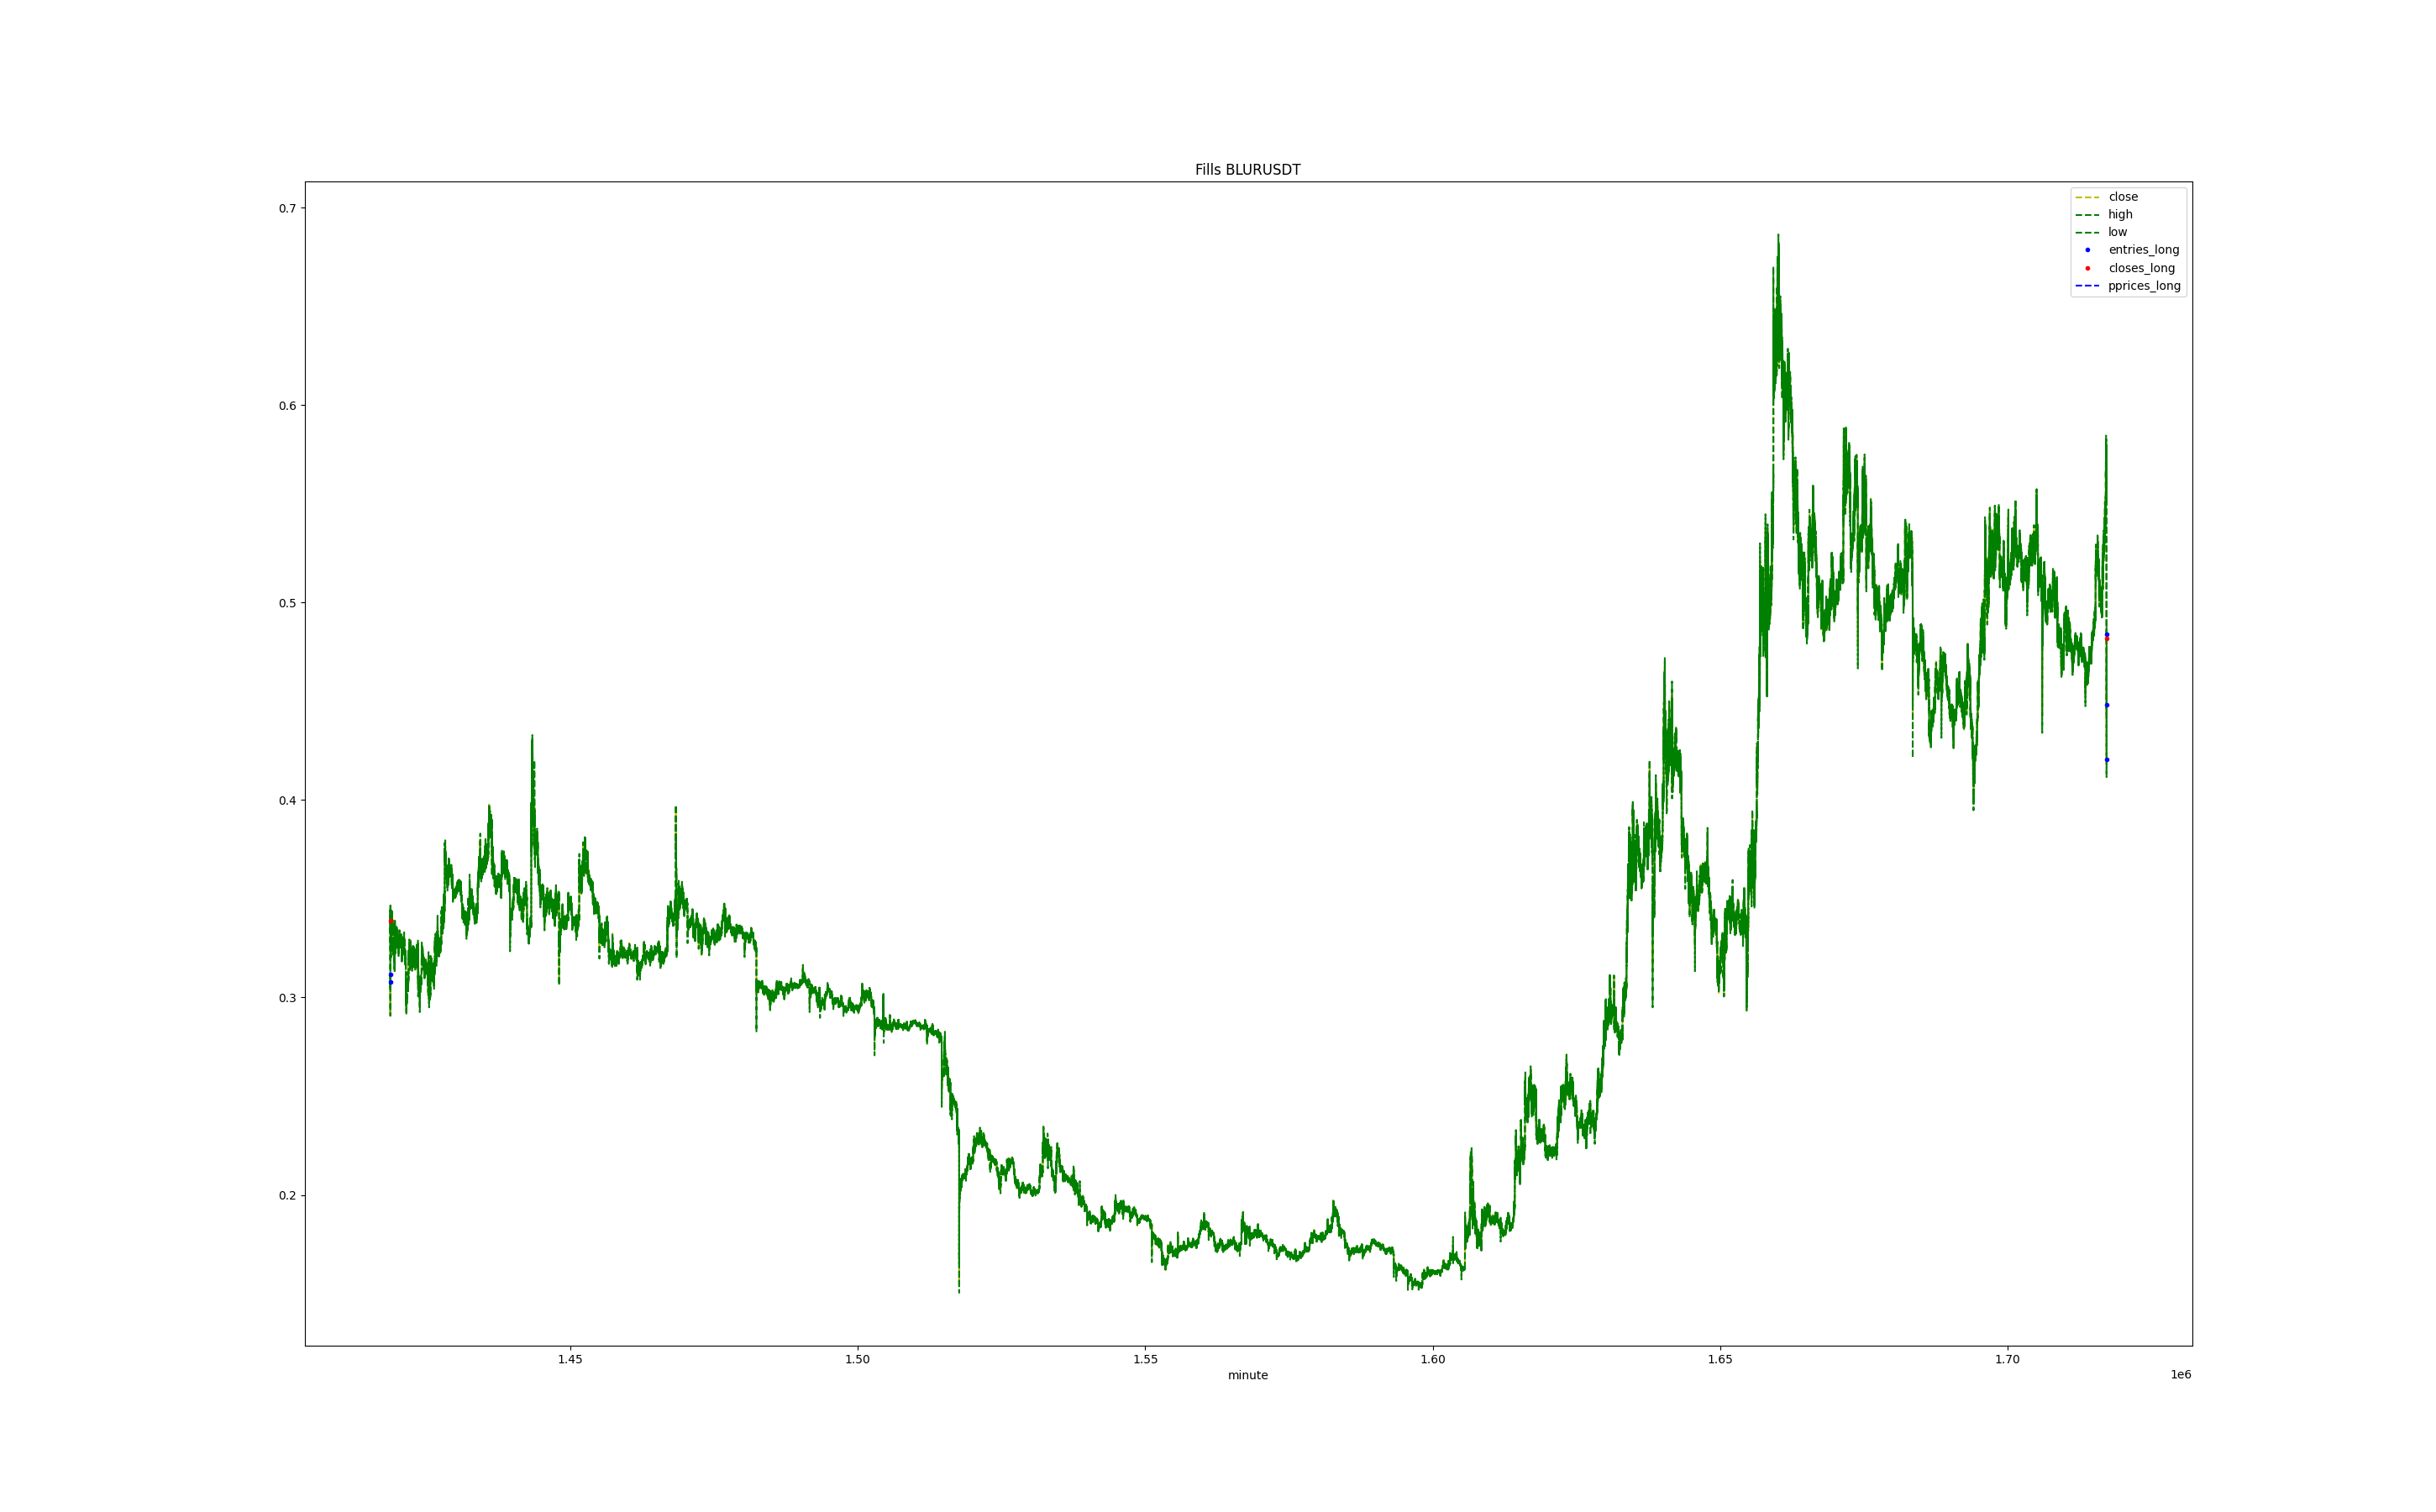 Fills BLURUSDT
close
high
low
entries_long
closes_long
pprices_long
0.7
0.6
0.5
0.4
0.3
0.2
1.45 1.50 1.55 1.60 1.65 1.70
minute
1e6